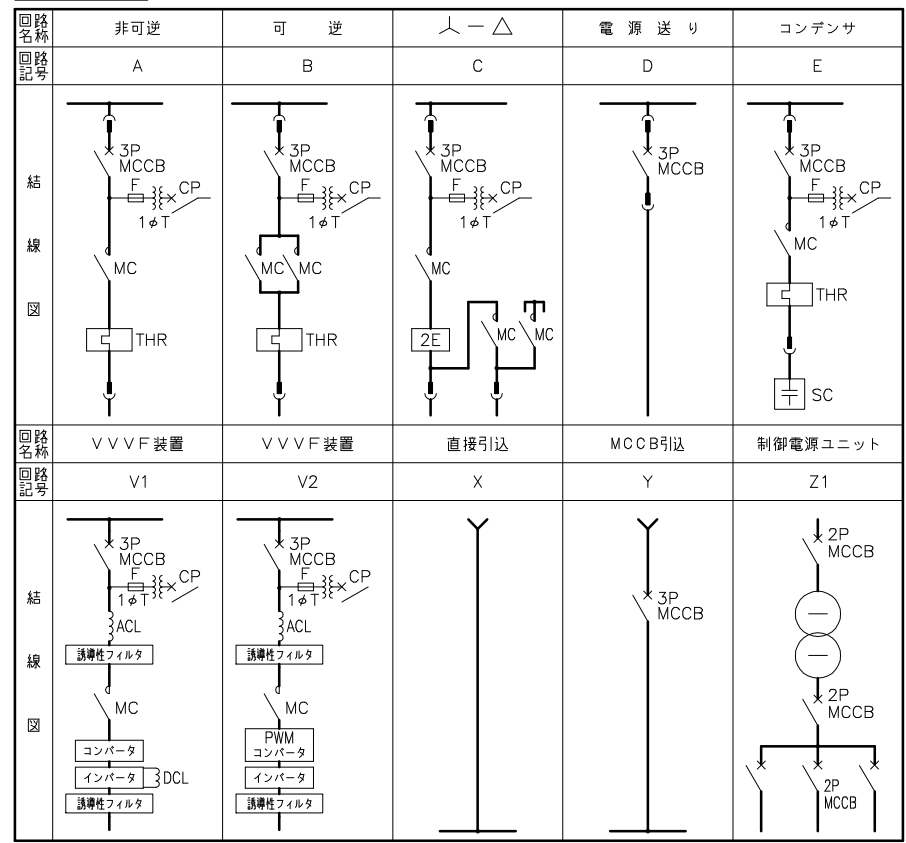 回路名称 非可逆 可 逆 人－△ 電 源 送 り コンデンサ
回路記号 A B C D E
結線図
3P MCCB F CP 1φT MC THR
3P MCCB F CP 1φT MC MC THR
3P MCCB F CP 1φT MC 2E MC MC
3P MCCB
3P MCCB F CP 1φT MC THR SC
回路名称 VVVF装置 VVVF装置 直接引込 MCCB引込 制御電源ユニット
回路記号 V1 V2 X Y Z1
結線図
3P MCCB F CP 1φT ACL 誘導性フィルタ MC コンバータ インバータ DCL 誘導性フィルタ
3P MCCB F CP 1φT ACL 誘導性フィルタ MC PWM コンバータ インバータ 誘導性フィルタ
3P MCCB
2P MCCB 2P MCCB 2P MCCB